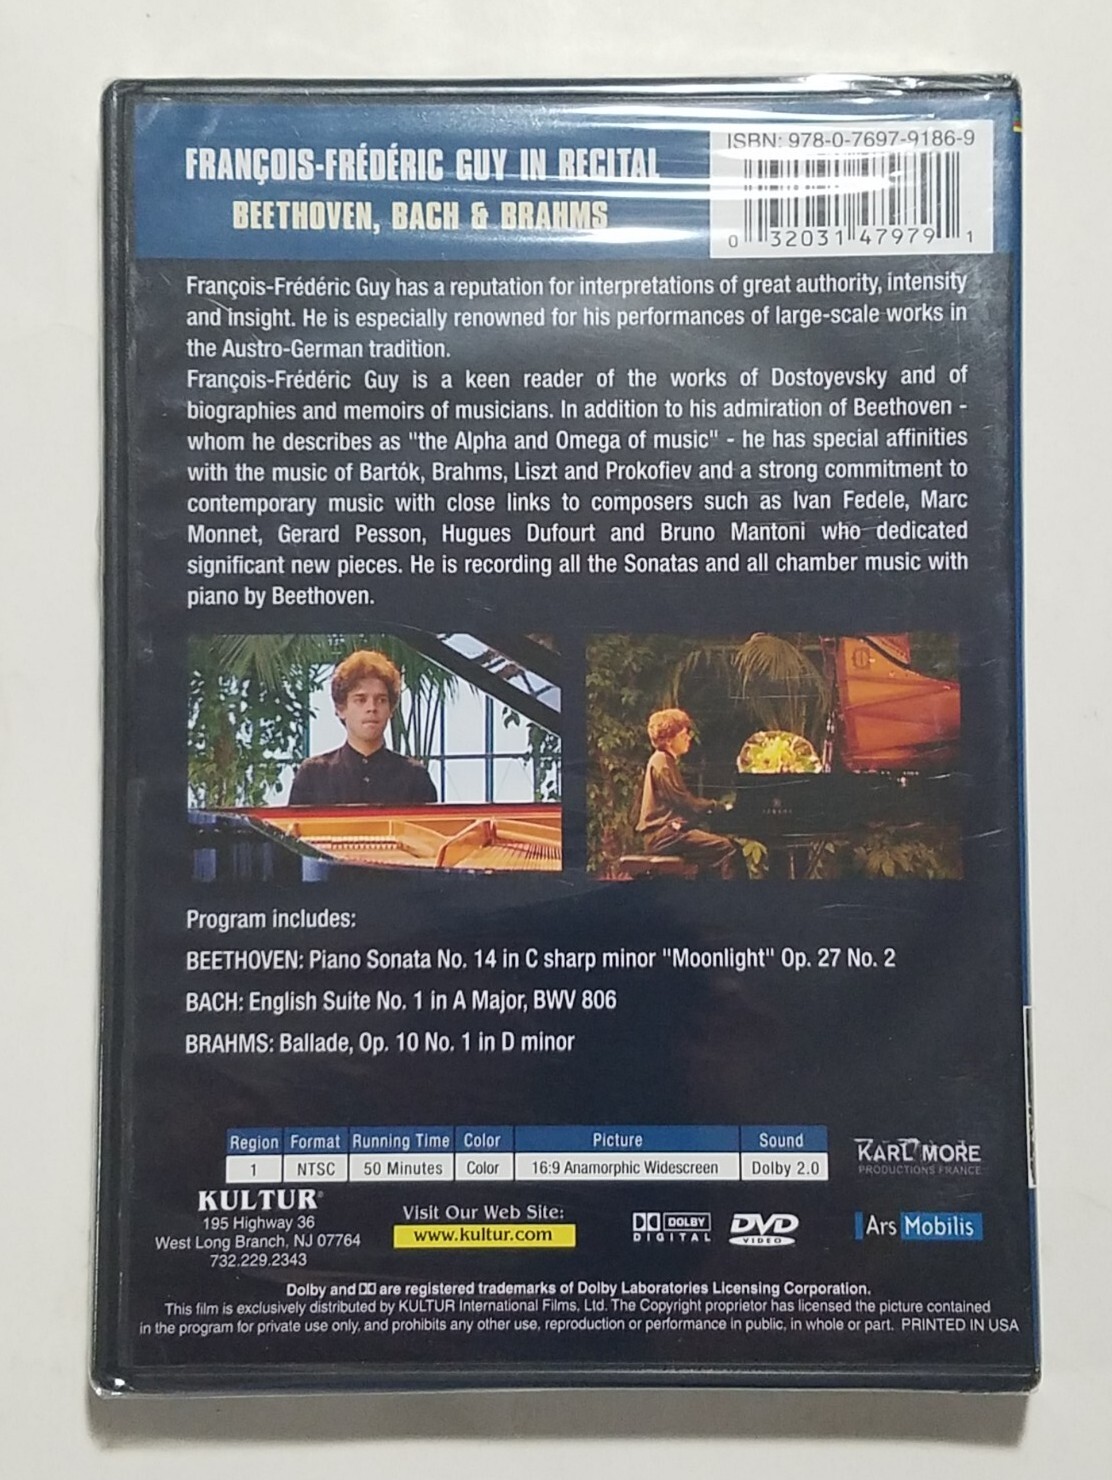 FRANÇOIS-FRÉDÉRIC GUY IN RECITAL
BEETHOVEN, BACH & BRAHMS
ISBN: 978-0-7697-9186-9
0 32031 47979 1
François-Frédéric Guy has a reputation for interpretations of great authority, intensity
and insight. He is especially renowned for his performances of large-scale works in
the Austro-German tradition.
François-Frédéric Guy is a keen reader of the works of Dostoyevsky and of
biographies and memoirs of musicians. In addition to his admiration of Beethoven -
whom he describes as "the Alpha and Omega of music" - he has special affinities
with the music of Bartók, Brahms, Liszt and Prokofiev and a strong commitment to
contemporary music with close links to composers such as Ivan Fedele, Marc
Monnet, Gerard Pesson, Hugues Dufourt and Bruno Mantoni who dedicated
significant new pieces. He is recording all the Sonatas and all chamber music with
piano by Beethoven.
Program includes:
BEETHOVEN: Piano Sonata No. 14 in C sharp minor "Moonlight" Op. 27 No. 2
BACH: English Suite No. 1 in A Major, BWV 806
BRAHMS: Ballade, Op. 10 No. 1 in D minor
Region Format Running Time Color Picture Sound
1 NTSC 50 Minutes Color 16:9 Anamorphic Widescreen Dolby 2.0
KARL MORE
PRODUCTIONS FRANCE
KULTUR®
195 Highway 36
West Long Branch, NJ 07764
732.229.2343
Visit Our Web Site:
www.kultur.com
DOLBY
DIGITAL
DVD
VIDEO
Ars Mobilis
Dolby and DD are registered trademarks of Dolby Laboratories Licensing Corporation.
This film is exclusively distributed by KULTUR International Films, Ltd. The Copyright proprietor has licensed the picture contained
in the program for private use only, and prohibits any other use, reproduction or performance in public, in whole or part. PRINTED IN USA